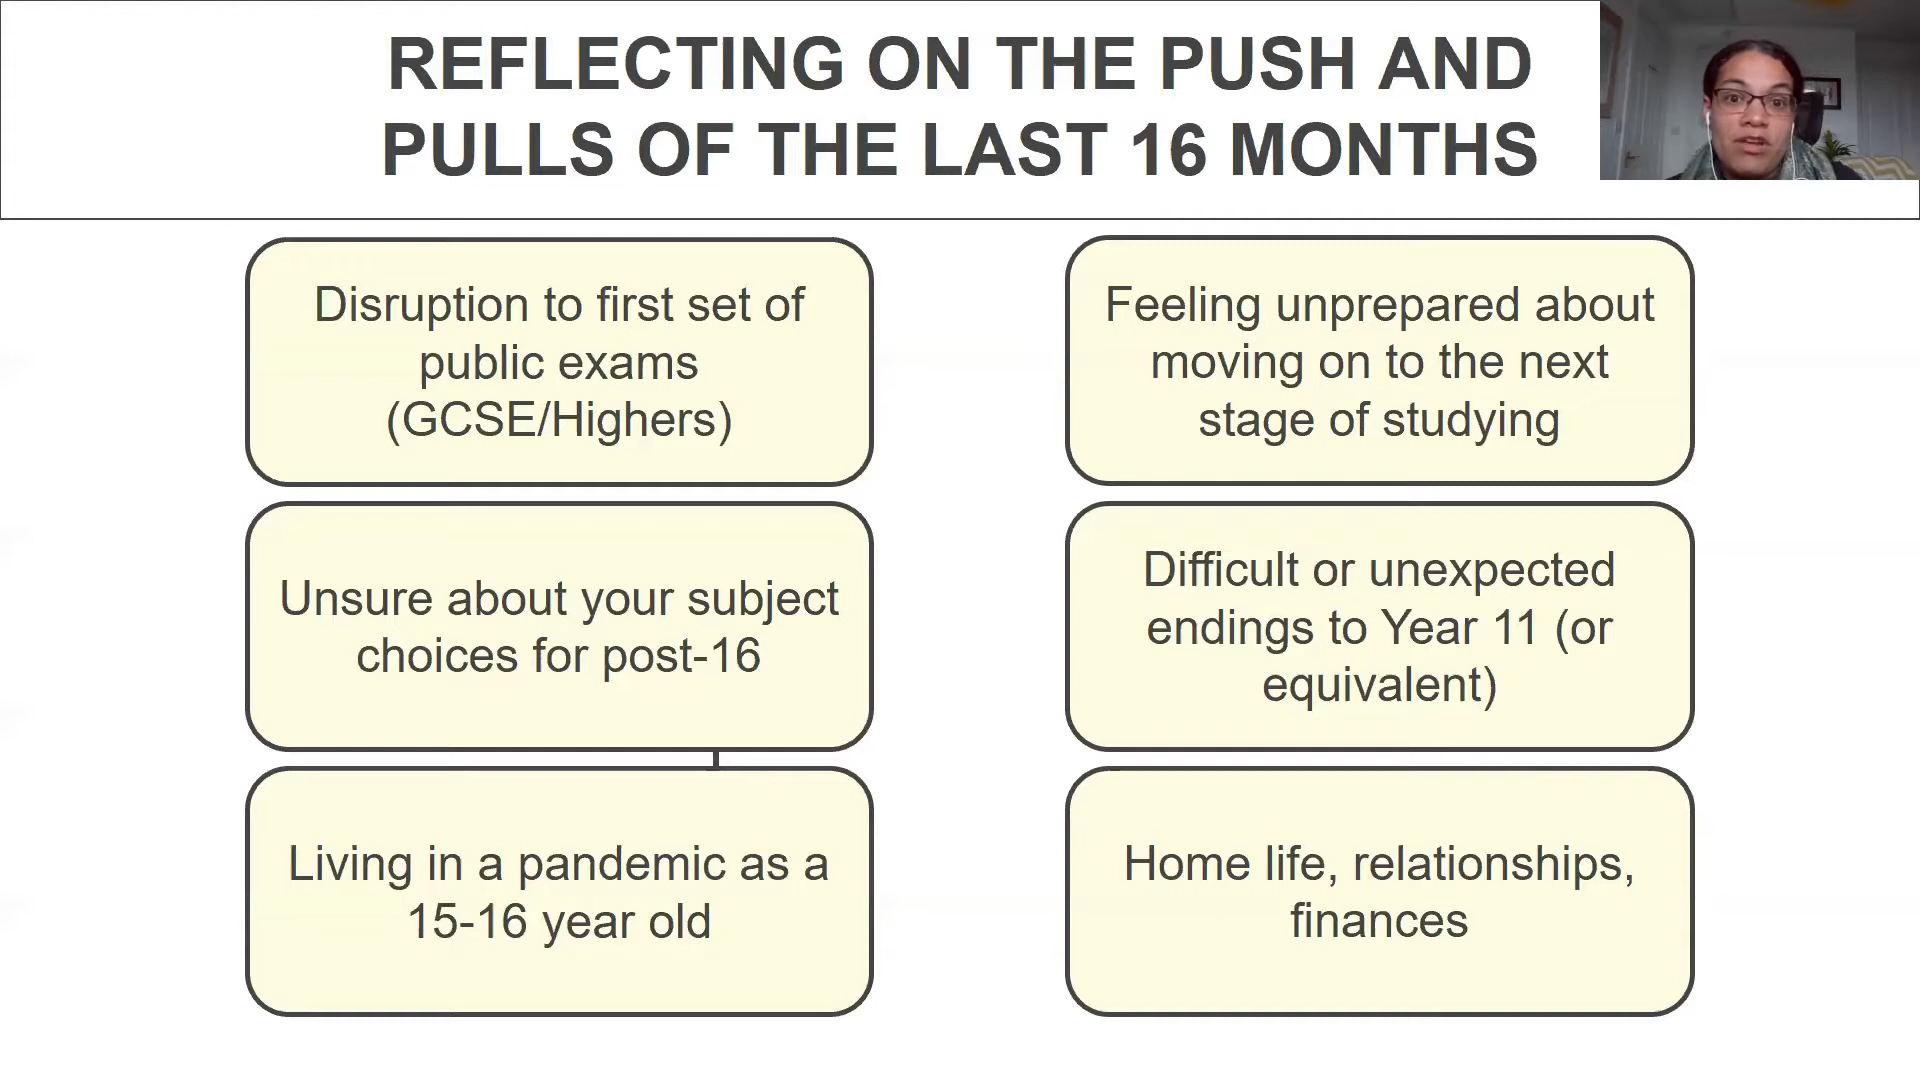 REFLECTING ON THE PUSH AND
PULLS OF THE LAST 16 MONTHS
Disruption to first set of
public exams
(GCSE/Highers)
Feeling unprepared about
moving on to the next
stage of studying
Unsure about your subject
choices for post-16
Difficult or unexpected
endings to Year 11 (or
equivalent)
Living in a pandemic as a
15-16 year old
Home life, relationships,
finances